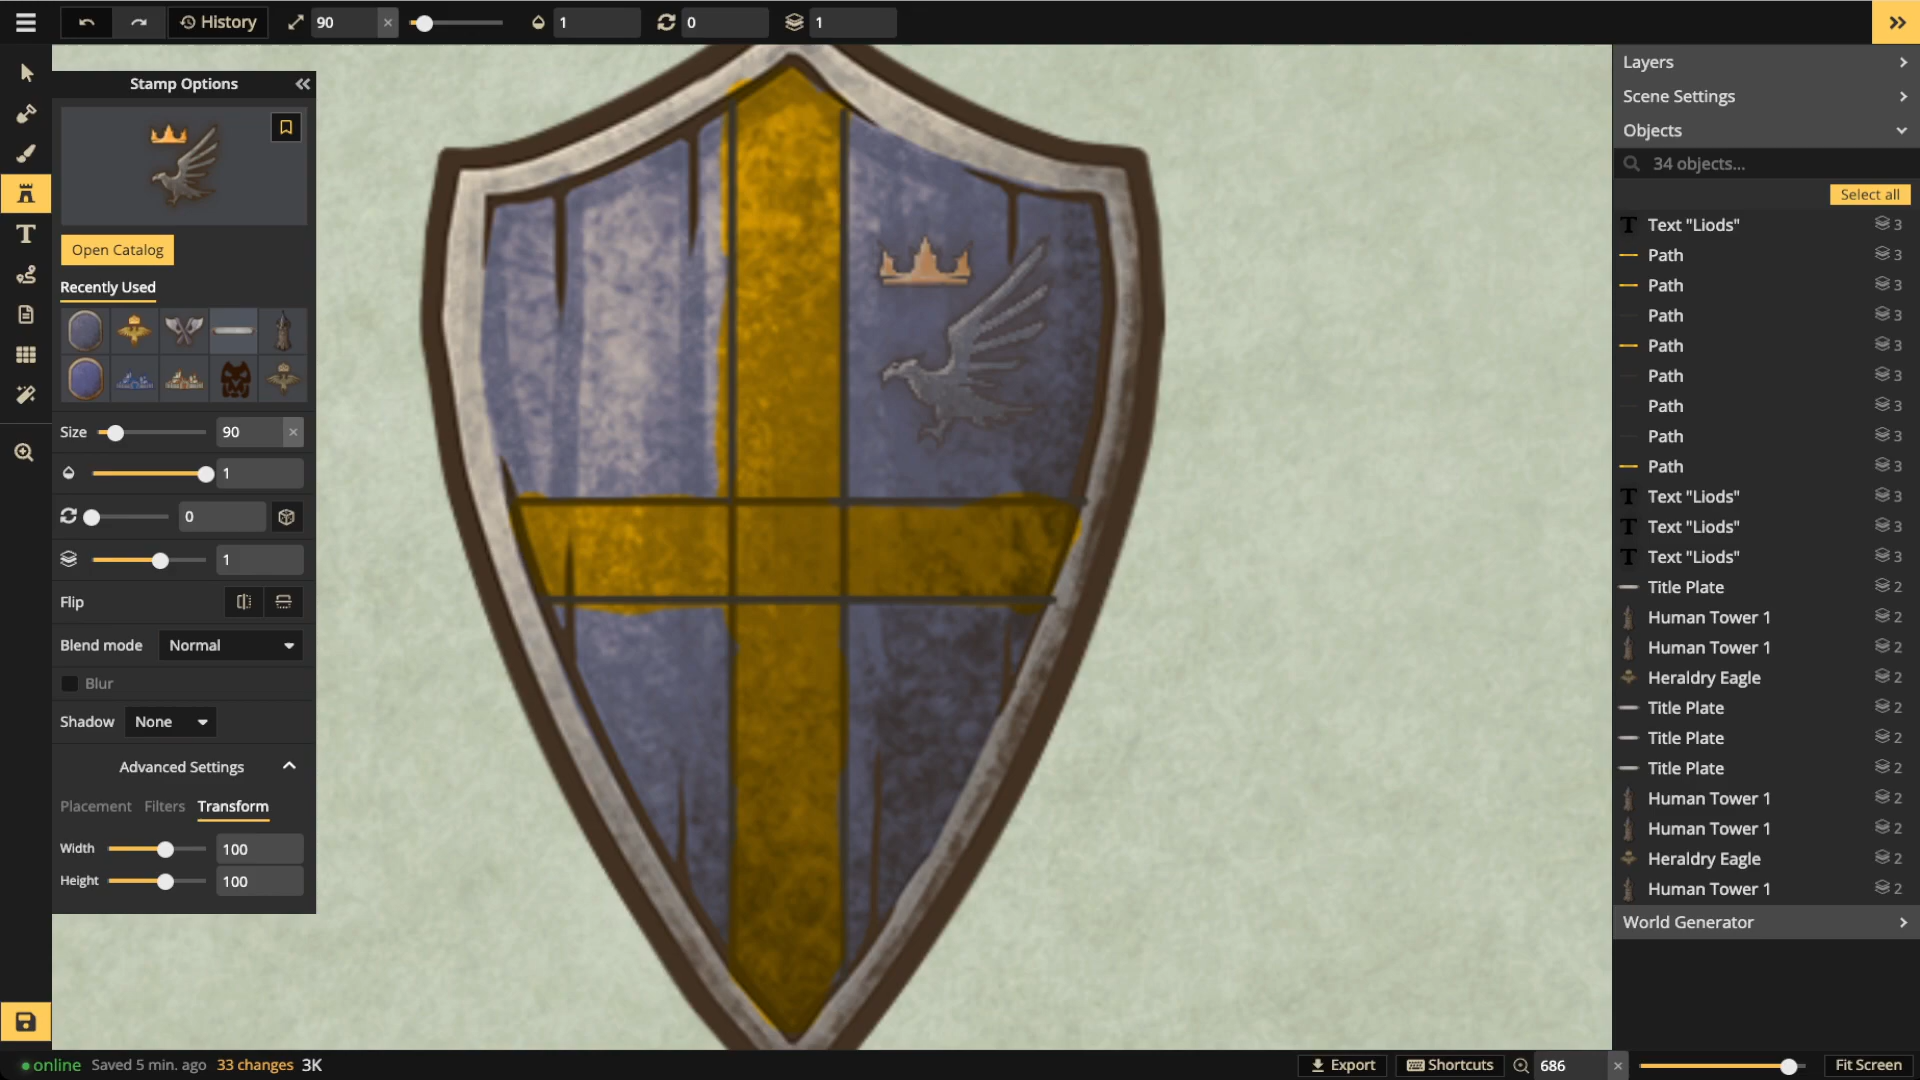 History
90
1
0
1
Stamp Options
Open Catalog
Recently Used
Size
90
1
0
1
Flip
Blend mode
Normal
Blur
Shadow
None
Advanced Settings
Placement
Filters
Transform
Width
100
Height
100
Layers
Scene Settings
Objects
34 objects...
Select all
Text "Liods" 3
Path 3
Path 3
Path 3
Path 3
Path 3
Path 3
Path 3
Path 3
Text "Liods" 3
Text "Liods" 3
Text "Liods" 3
Title Plate 2
Human Tower 1 2
Human Tower 1 2
Heraldry Eagle 2
Title Plate 2
Title Plate 2
Title Plate 2
Human Tower 1 2
Human Tower 1 2
Heraldry Eagle 2
Human Tower 1 2
World Generator
online Saved 5 min. ago 33 changes 3K
Export
Shortcuts
686
Fit Screen